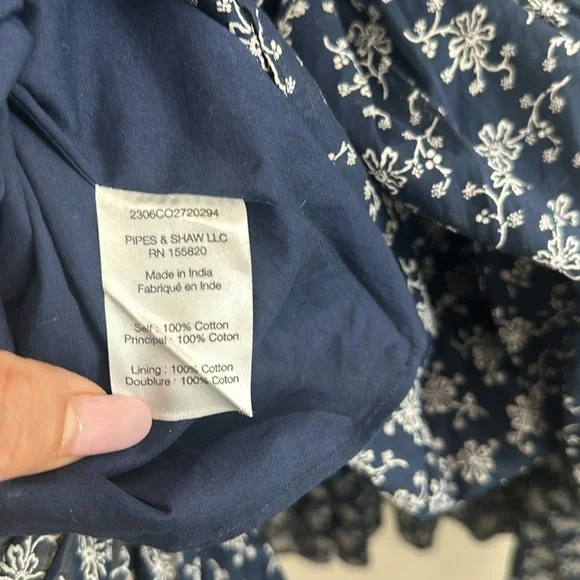 2306CO2720294
PIPES & SHAW LLC
RN 155820
Made in India
Fabriqué en Inde
Self : 100% Cotton
Principal : 100% Coton
Lining : 100% Cotton
Doublure : 100% Coton